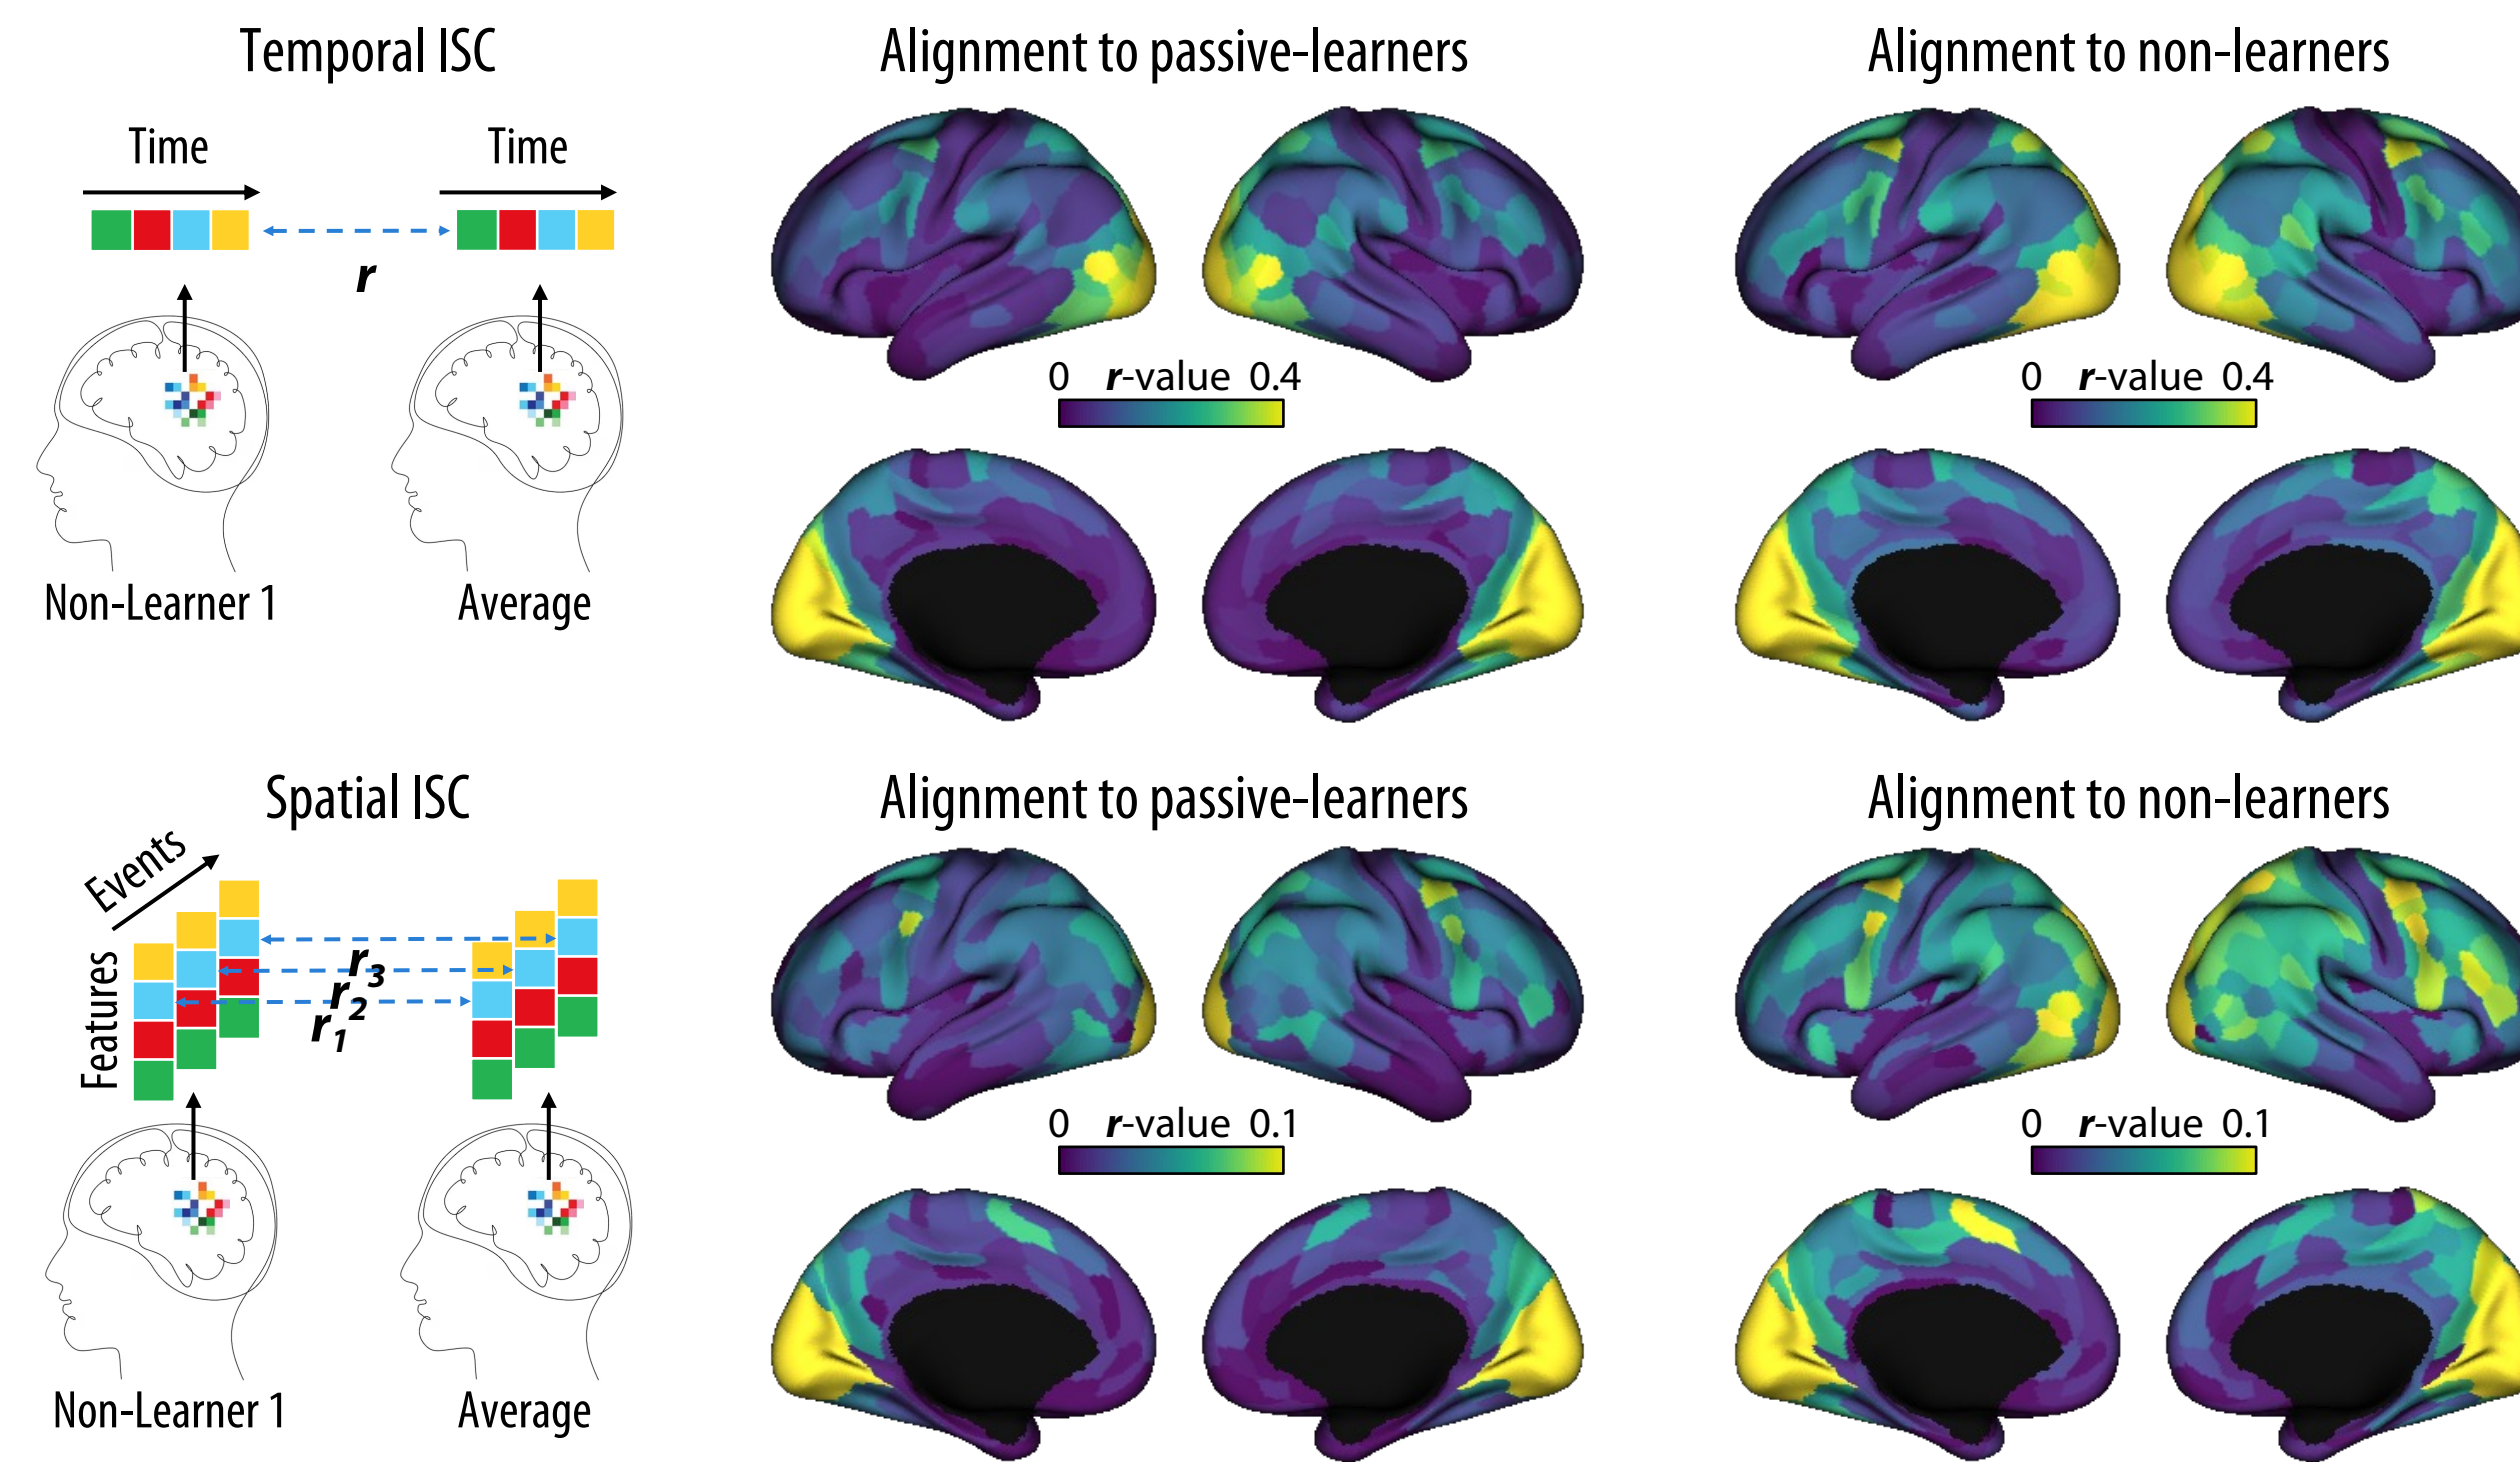 Temporal ISC
Time
Time
r
Non-Learner 1
Average
Alignment to passive-learners
0 r-value 0.4
Alignment to non-learners
0 r-value 0.4
Spatial ISC
Events
Features
r3
r2
r1
Non-Learner 1
Average
Alignment to passive-learners
0 r-value 0.1
Alignment to non-learners
0 r-value 0.1